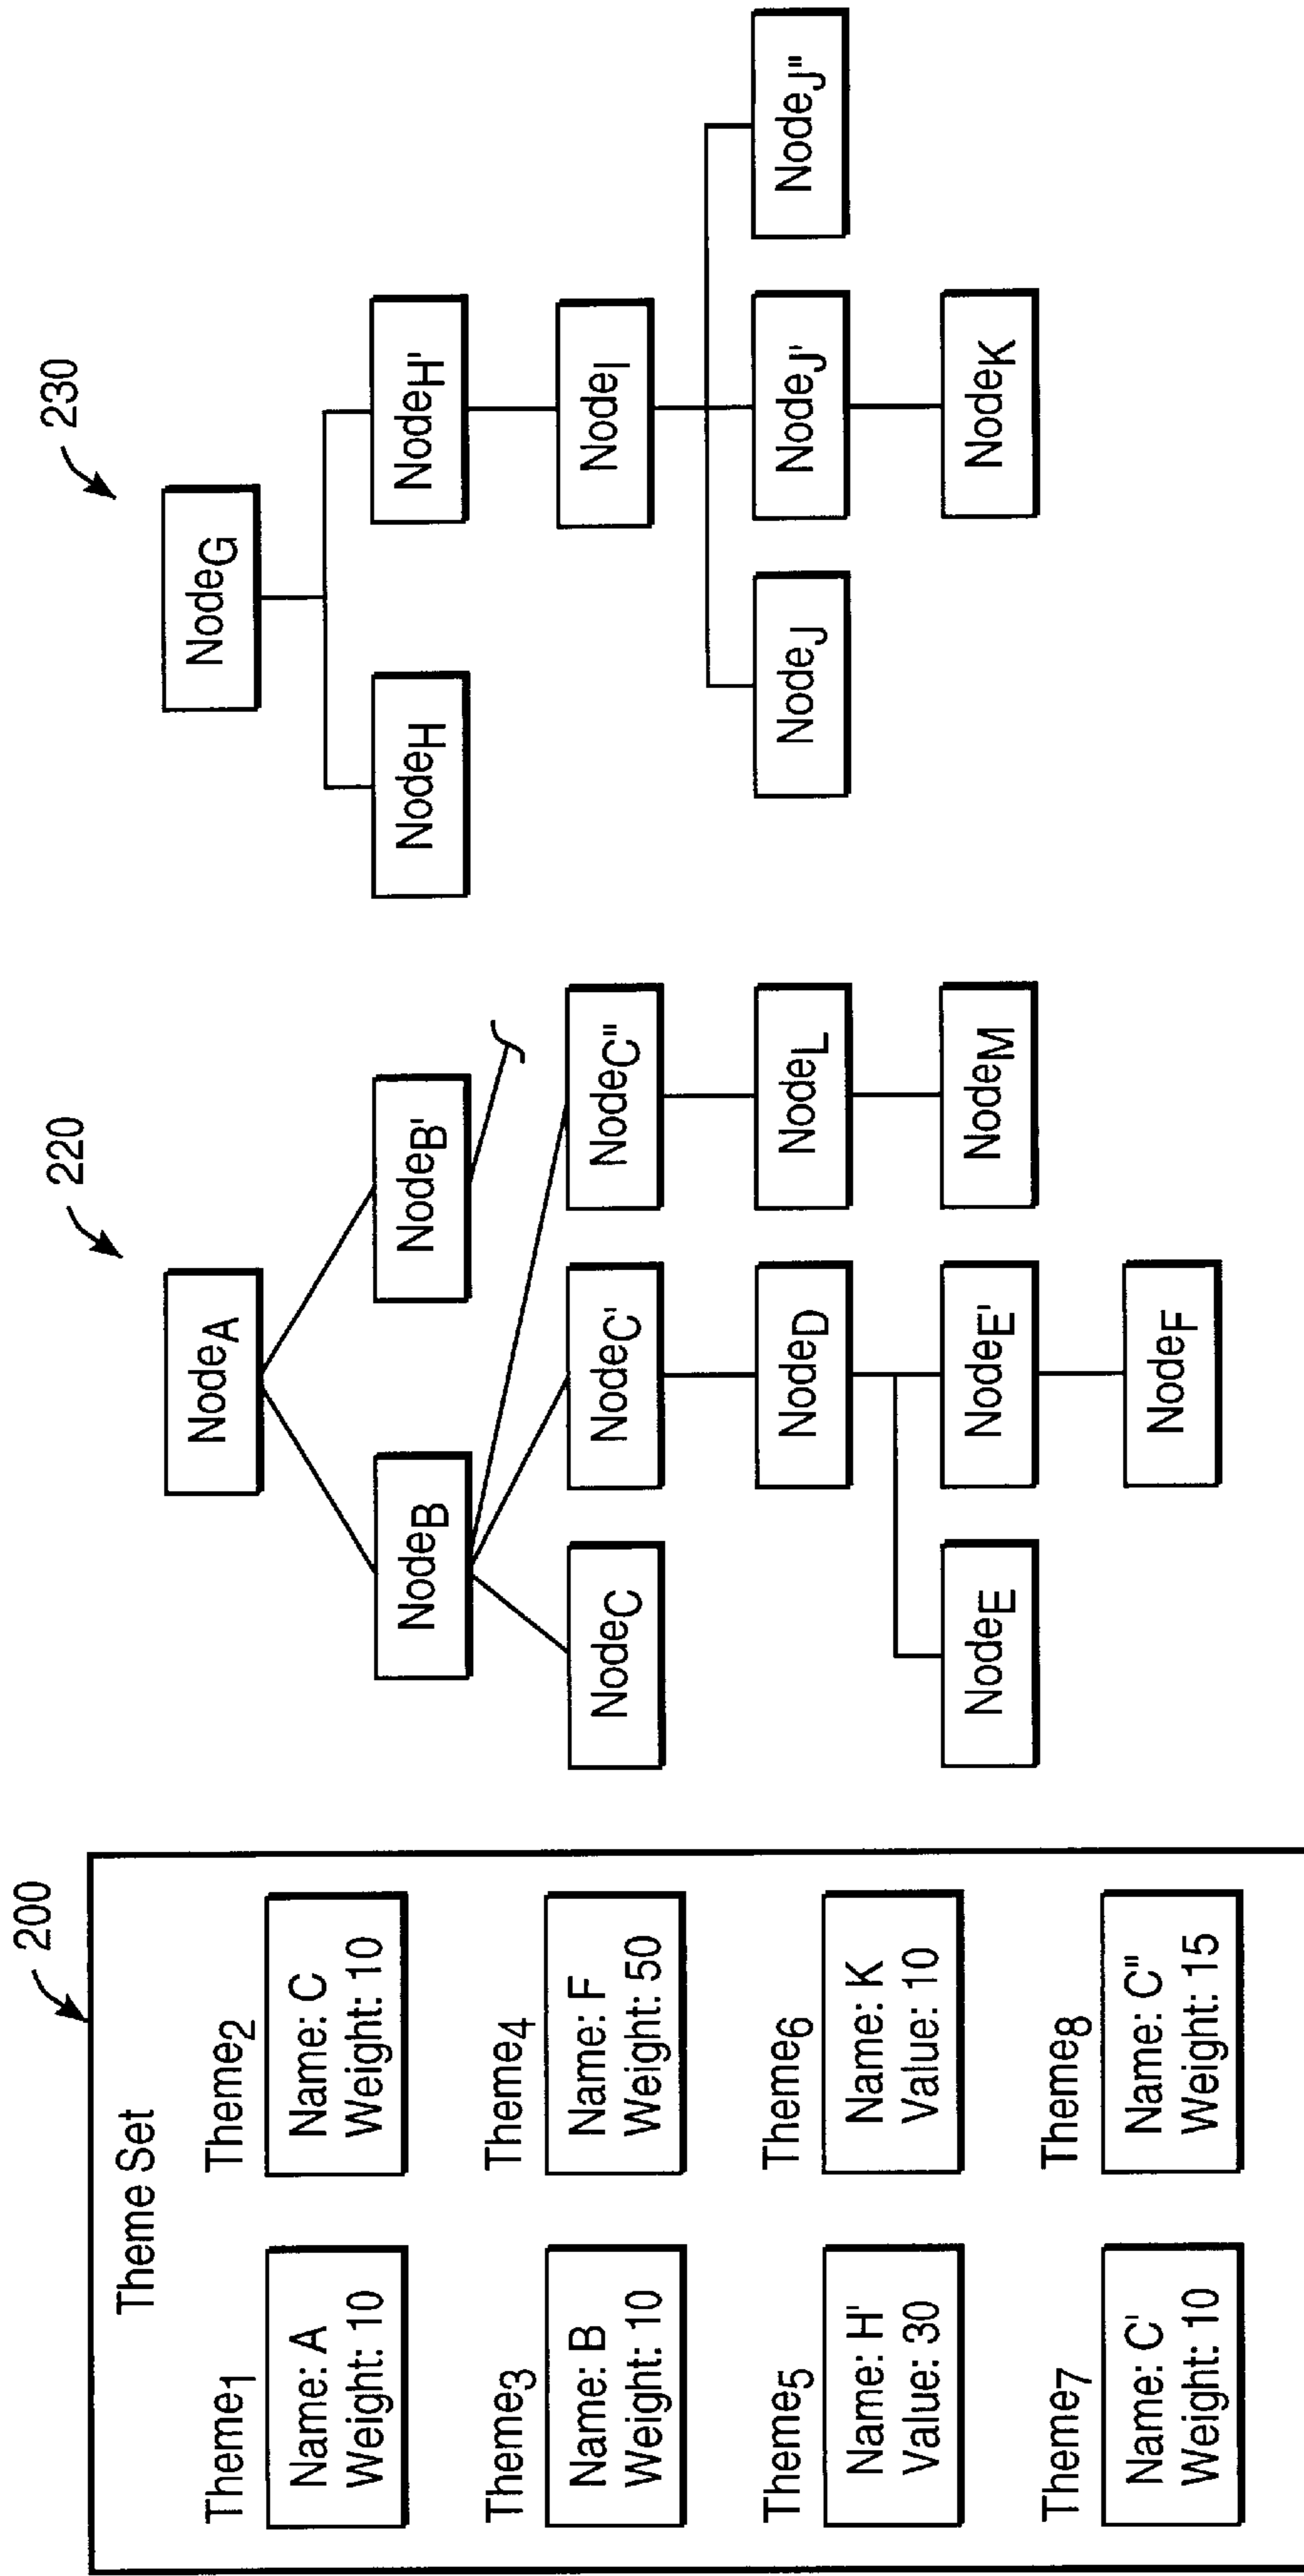 200
Theme Set
Theme1
Name: A
Weight: 10
Theme2
Name: C
Weight: 10
Theme3
Name: B
Weight: 10
Theme4
Name: F
Weight: 50
Theme5
Name: H'
Value: 30
Theme6
Name: K
Value: 10
Theme7
Name: C'
Weight: 10
Theme8
Name: C"
Weight: 15
220
NodeA
NodeB
NodeB'
NodeC
NodeC'
NodeC"
NodeD
NodeL
NodeE
NodeE'
NodeM
NodeF
230
NodeG
NodeH
NodeH'
NodeI
NodeJ
NodeJ'
NodeJ"
NodeK